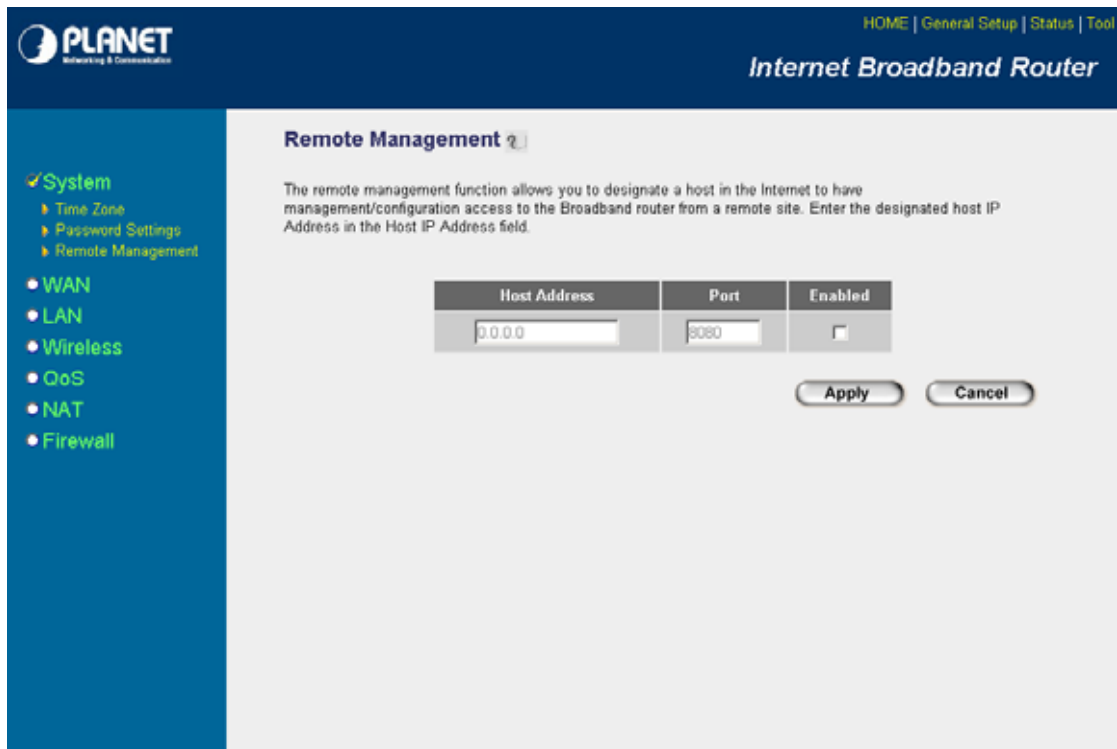 PLANET
Networking & Communication
HOME | General Setup | Status | Tool
Internet Broadband Router
System
Time Zone
Password Settings
Remote Management
WAN
LAN
Wireless
QoS
NAT
Firewall
Remote Management
The remote management function allows you to designate a host in the Internet to have
management/configuration access to the Broadband router from a remote site. Enter the designated host IP
Address in the Host IP Address field.
Host Address Port Enabled
0.0.0.0 8080
Apply Cancel